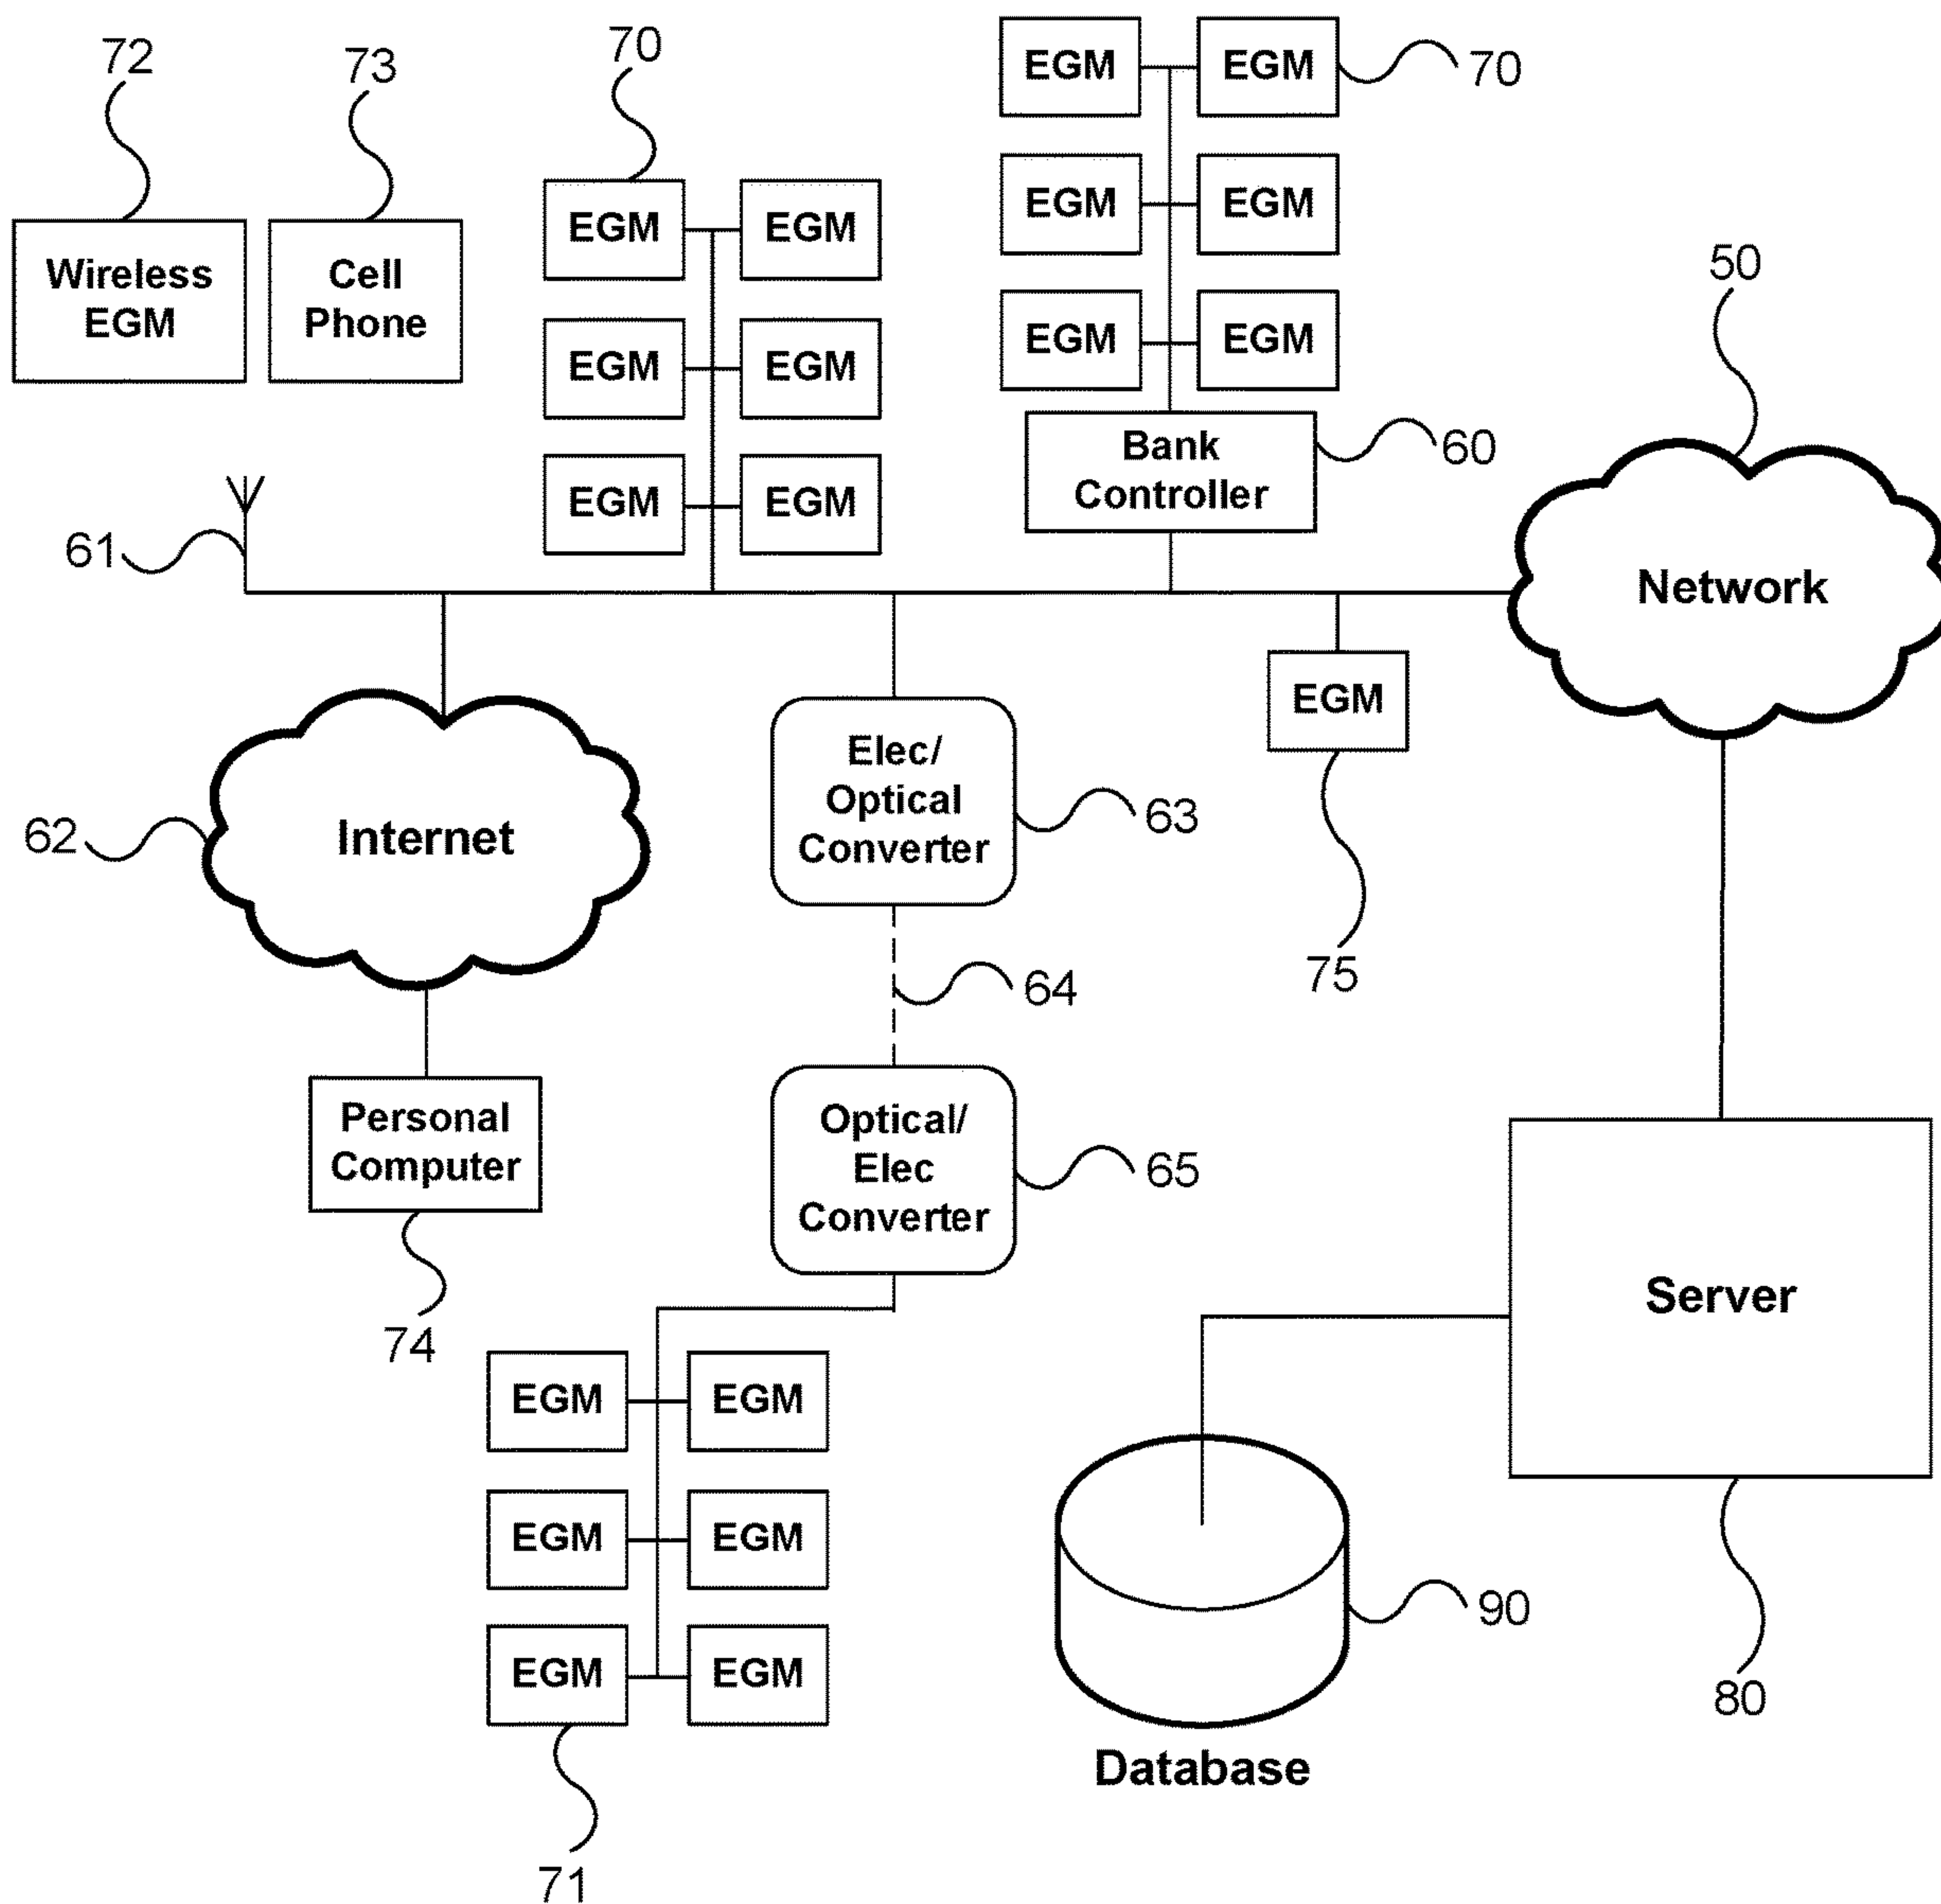 72
73
70
EGM EGM
70
EGM EGM
EGM EGM
Wireless
EGM
Cell
Phone
EGM EGM
EGM EGM
EGM EGM
Bank
Controller
60
50
EGM EGM
61
Network
EGM
75
Internet
62
Elec/
Optical
Converter
63
64
Personal
Computer
74
Optical/
Elec
Converter
65
Server
80
EGM EGM
EGM EGM
EGM EGM
71
90
Database